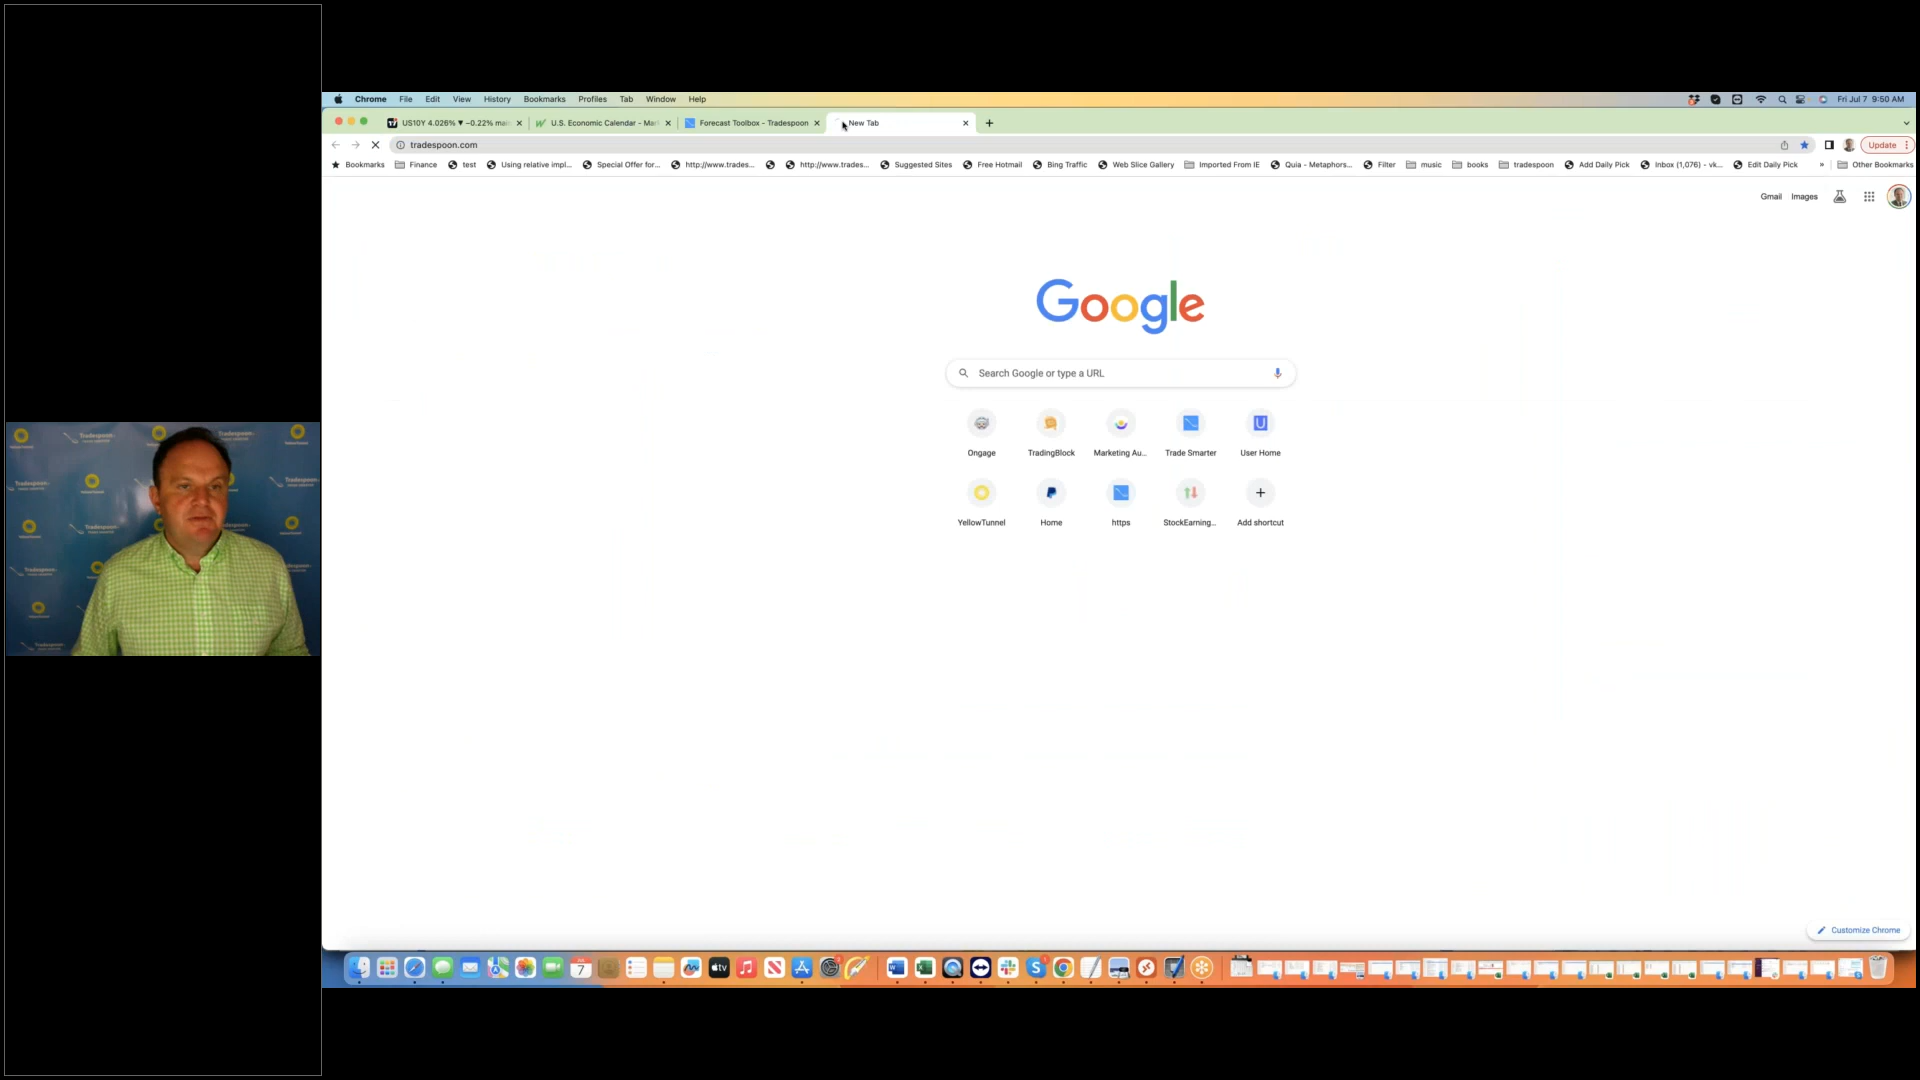 Chrome File Edit View History Bookmarks Profiles Tab Window Help
Fri Jul 7 9:50 AM
US10Y 4.026% ▼ −0.22%
U.S. Economic Calendar - Mar
Forecast Toolbox - Tradespoon
New Tab
tradespoon.com
Update
Bookmarks Finance test Using relative impl... Special Offer for... http://www.trades... http://www.trades... Suggested Sites Free Hotmail Bing Traffic Web Slice Gallery Imported From IE Quia - Metaphors... Filter music books tradespoon Add Daily Pick Inbox (1,076) - vk... Edit Daily Pick » Other Bookmarks
Gmail Images
Google
Search Google or type a URL
Ongage TradingBlock Marketing Au... Trade Smarter User Home
YellowTunnel Home https StockEarning... Add shortcut
Customize Chrome
Tradespoon